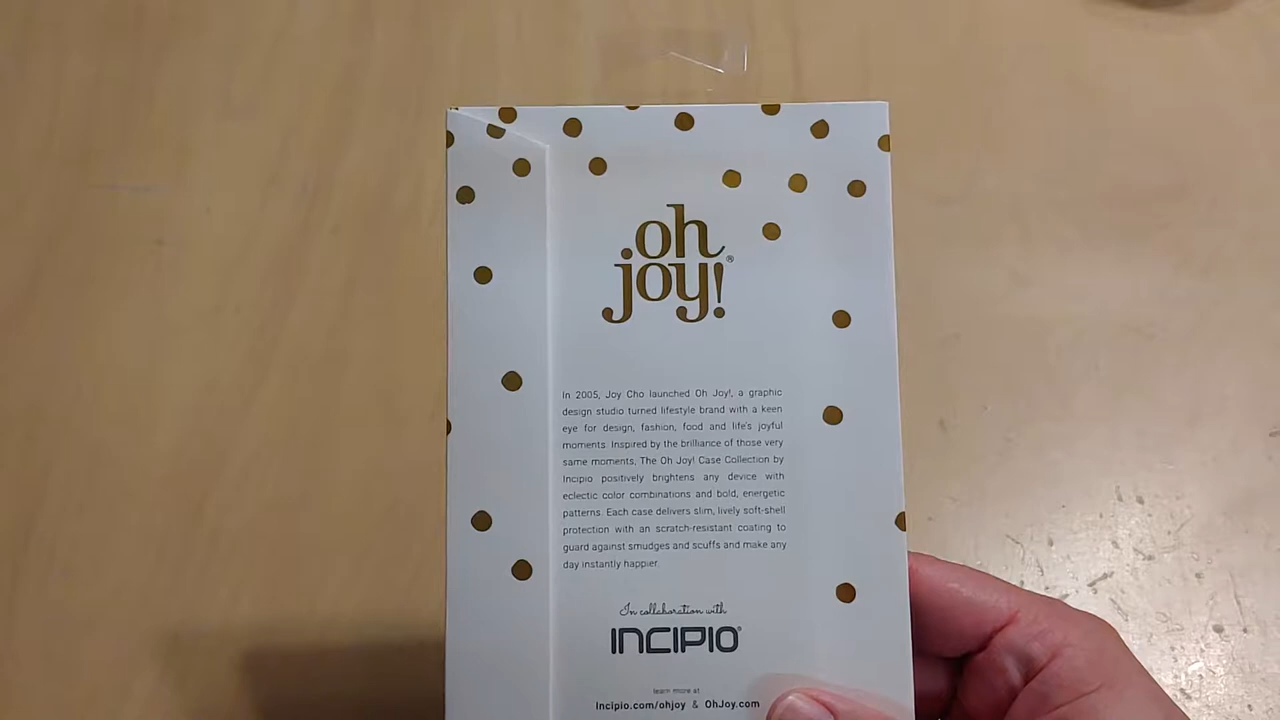 oh
joy!®
In 2005, Joy Cho launched Oh Joy!, a graphic
design studio turned lifestyle brand with a keen
eye for design, fashion, food and life's joyful
moments. Inspired by the brilliance of those very
same moments, The Oh Joy! Case Collection by
Incipio positively brightens any device with
eclectic color combinations and bold, energetic
patterns. Each case delivers slim, lively soft-shell
protection with an scratch-resistant coating to
guard against smudges and scuffs and make any
day instantly happier.
In collaboration with
INCIPIO®
learn more at
Incipio.com/ohjoy & OhJoy.com